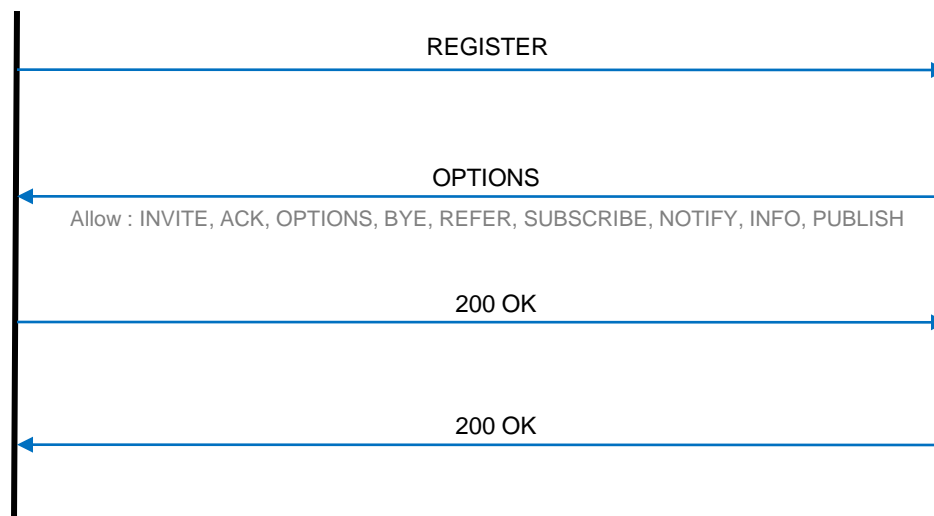 REGISTER
OPTIONS
Allow : INVITE, ACK, OPTIONS, BYE, REFER, SUBSCRIBE, NOTIFY, INFO, PUBLISH
200 OK
200 OK